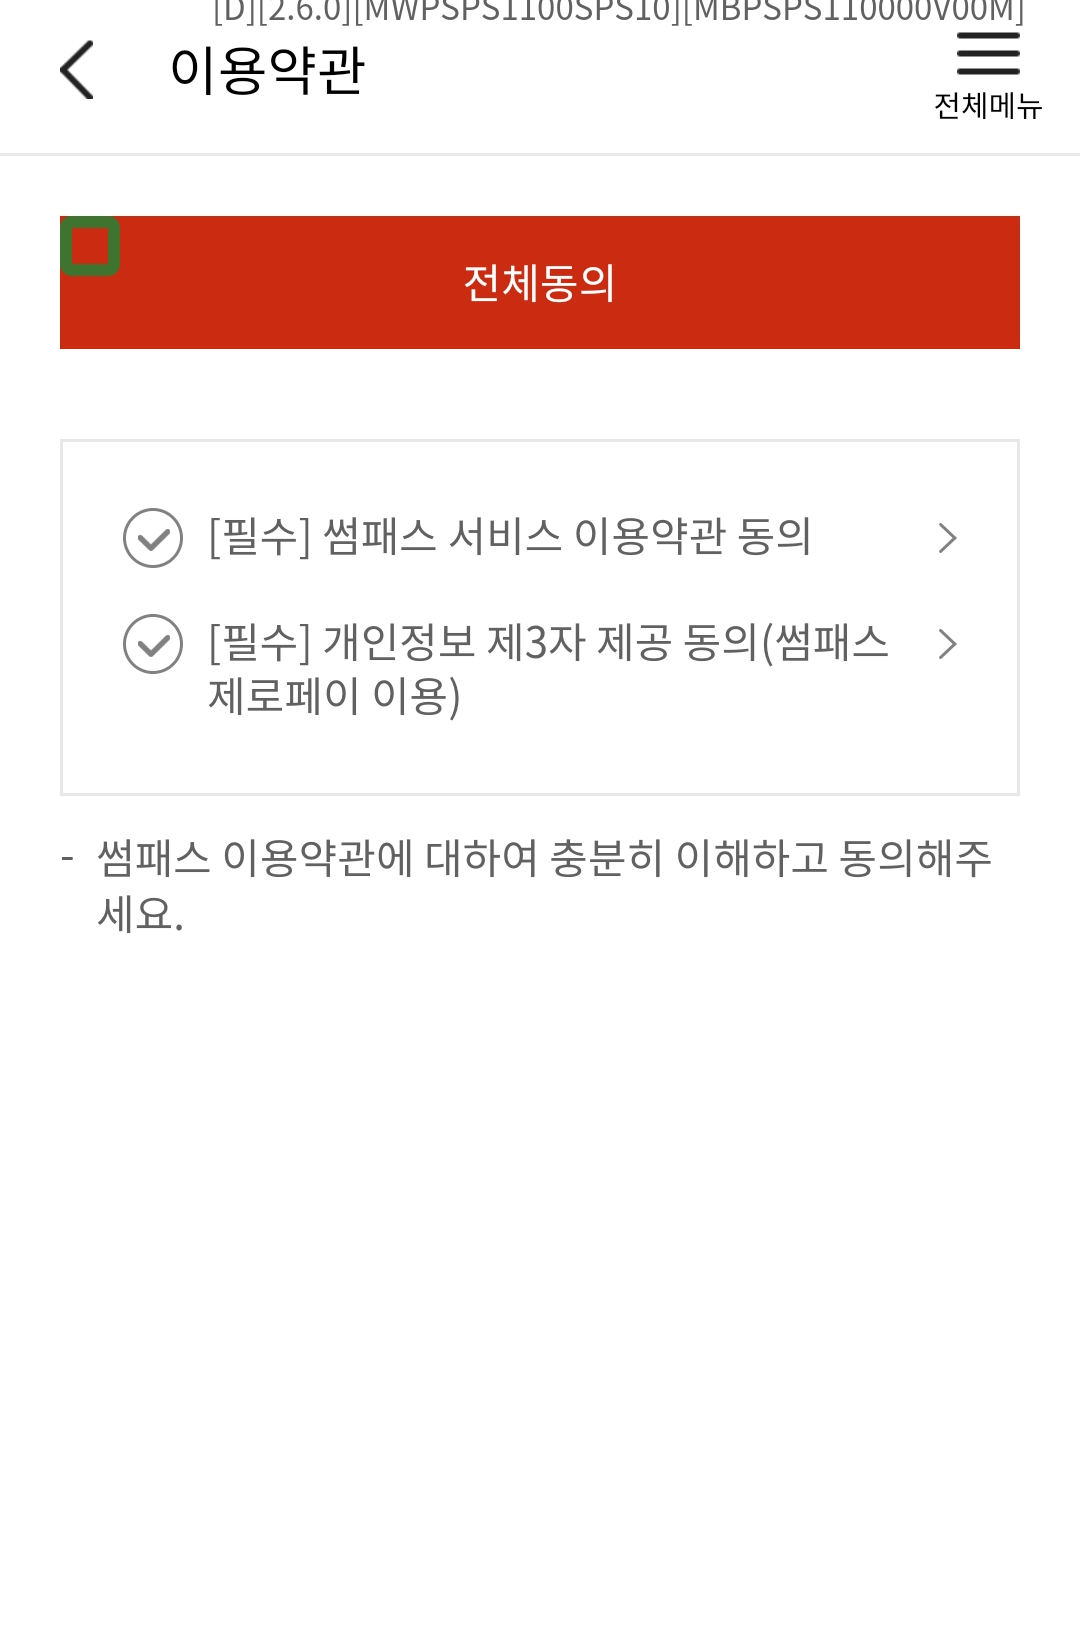 [D][2.6.0][MWPSPS1100SPS10][MBPSPS110000V00M]
이용약관
전체메뉴
전체동의
[필수] 썸패스 서비스 이용약관 동의
[필수] 개인정보 제3자 제공 동의(썸패스
제로페이 이용)
- 썸패스 이용약관에 대하여 충분히 이해하고 동의해주
세요.